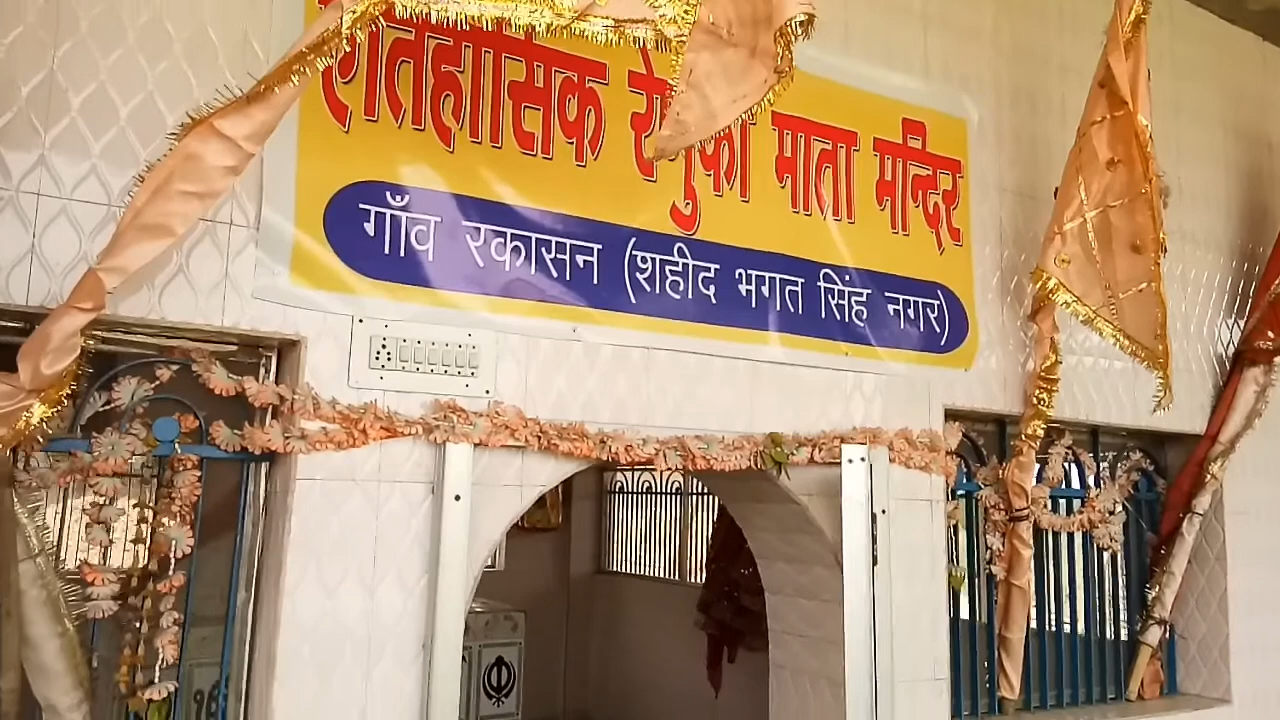 ऐतिहासिक रेणुका माता मन्दिर
गाँव रकासन (शहीद भगत सिंह नगर)